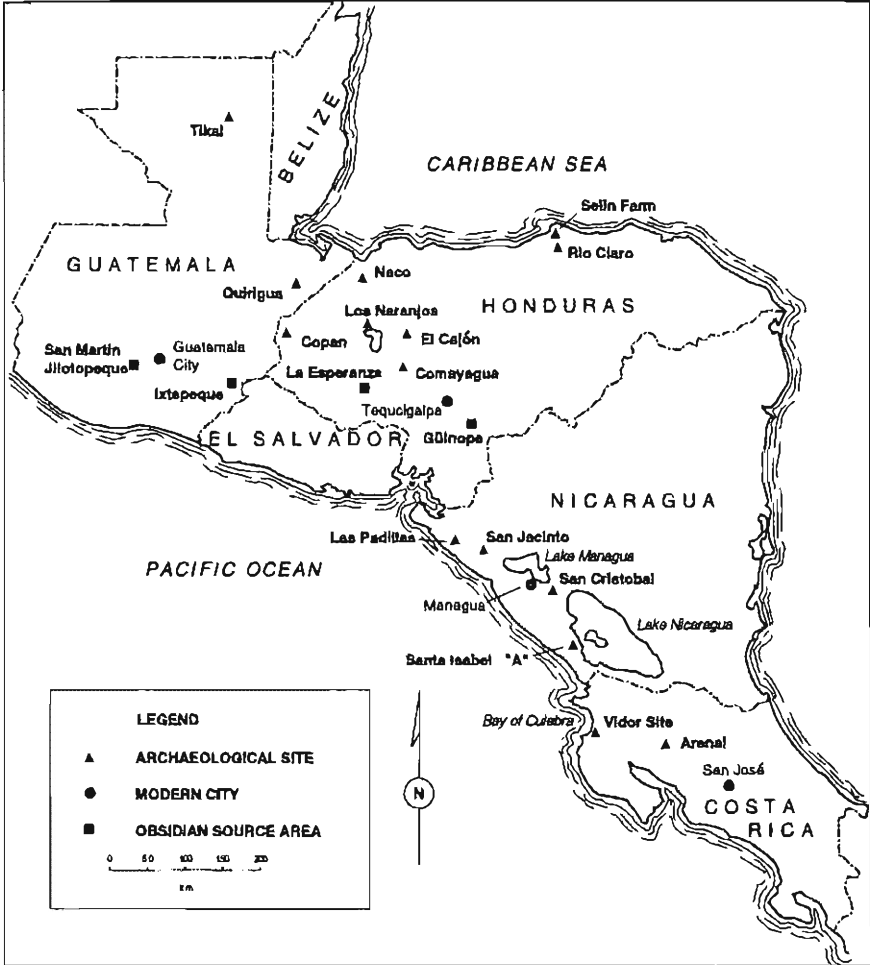 Tikal
BELIZE
CARIBBEAN SEA
Selin Farm
Rio Claro
GUATEMALA
Naco
Quirigua
HONDURAS
Los Naranjos
Copan
El Cajón
San Martin
Jilotepeque
Guatemala
City
La Esperanza
Comayagua
Ixtepeque
Tegucigalpa
EL SALVADOR
Güinope
NICARAGUA
Las Padillas
San Jacinto
Lake Managua
PACIFIC OCEAN
San Cristobal
Managua
Lake Nicaragua
Santa Isabel "A"
LEGEND
Bay of Culebra
Vidor Site
ARCHAEOLOGICAL SITE
Arenal
San José
MODERN CITY
N
COSTA
RICA
OBSIDIAN SOURCE AREA
0 50 100 150 200
km